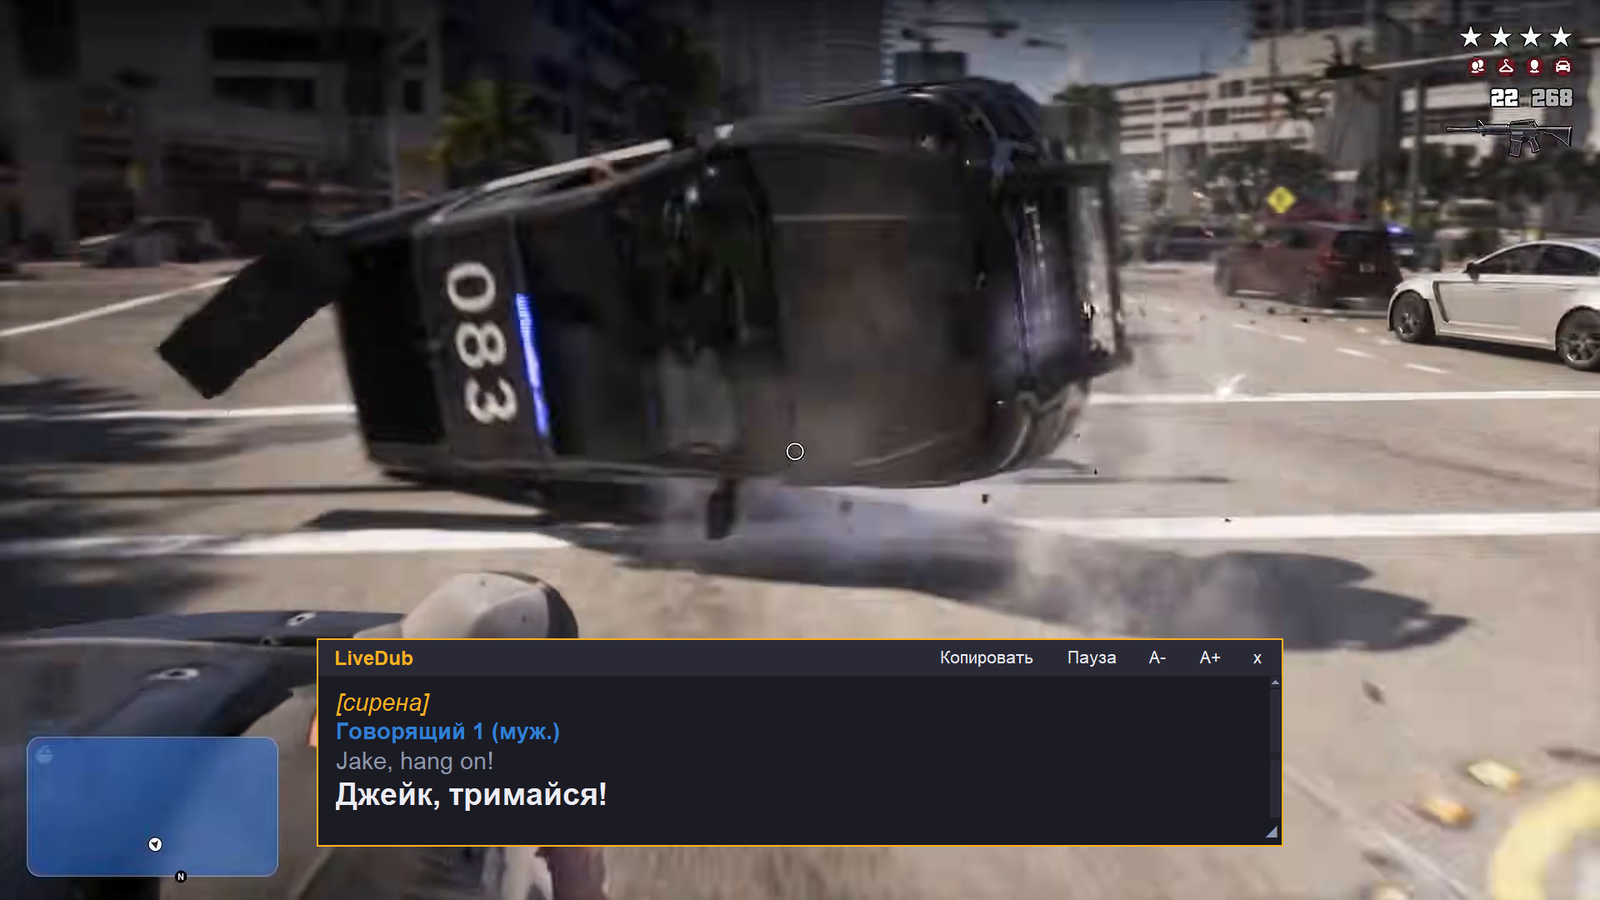 22 268
083
LiveDub
Копировать Пауза A- A+ x
[сирена]
Говорящий 1 (муж.)
Jake, hang on!
Джейк, тримайся!
N